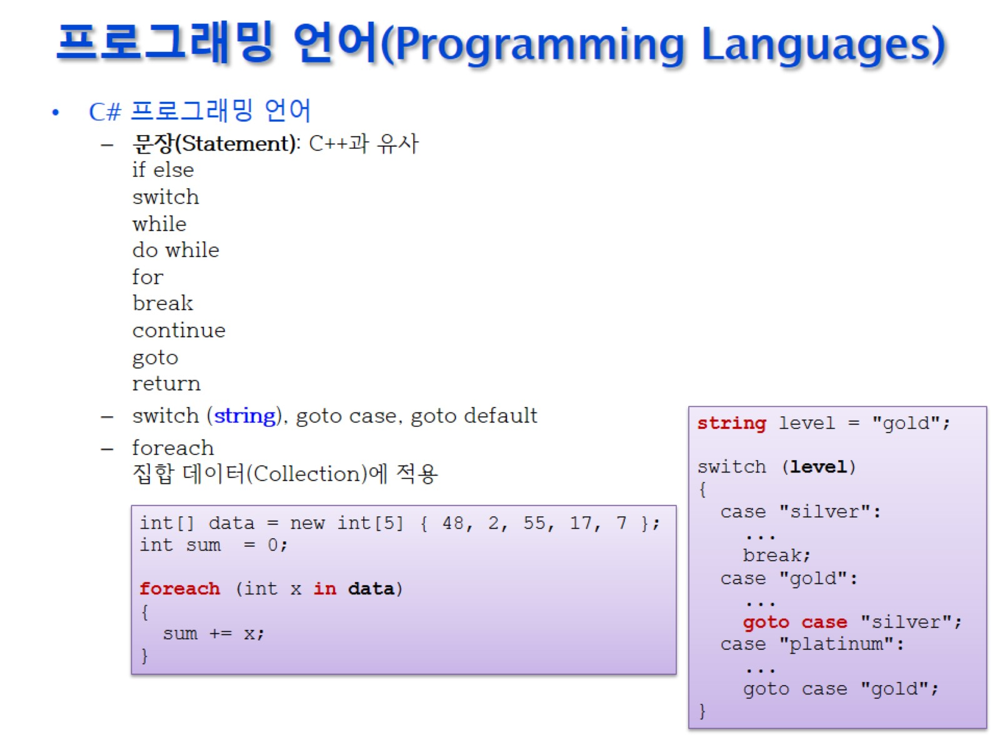 프로그래밍 언어(Programming Languages)
• C# 프로그래밍 언어
– 문장(Statement): C++과 유사
if else
switch
while
do while
for
break
continue
goto
return
– switch (string), goto case, goto default
– foreach
집합 데이터(Collection)에 적용
int[] data = new int[5] { 48, 2, 55, 17, 7 };
int sum  = 0;
foreach (int x in data)
{
  sum += x;
}
string level = "gold";
switch (level)
{
  case "silver":
    ...
    break;
  case "gold":
    ...
    goto case "silver";
  case "platinum":
    ...
    goto case "gold";
}